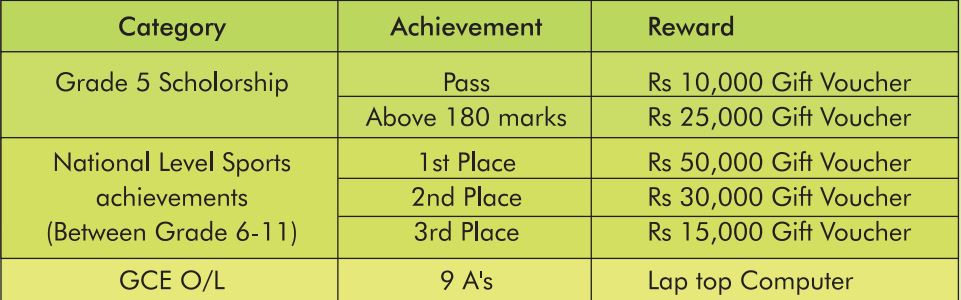 Category Achievement Reward
Grade 5 Scholorship Pass Rs 10,000 Gift Voucher
Above 180 marks Rs 25,000 Gift Voucher
National Level Sports 1st Place Rs 50,000 Gift Voucher
achievements 2nd Place Rs 30,000 Gift Voucher
(Between Grade 6-11) 3rd Place Rs 15,000 Gift Voucher
GCE O/L 9 A's Lap top Computer